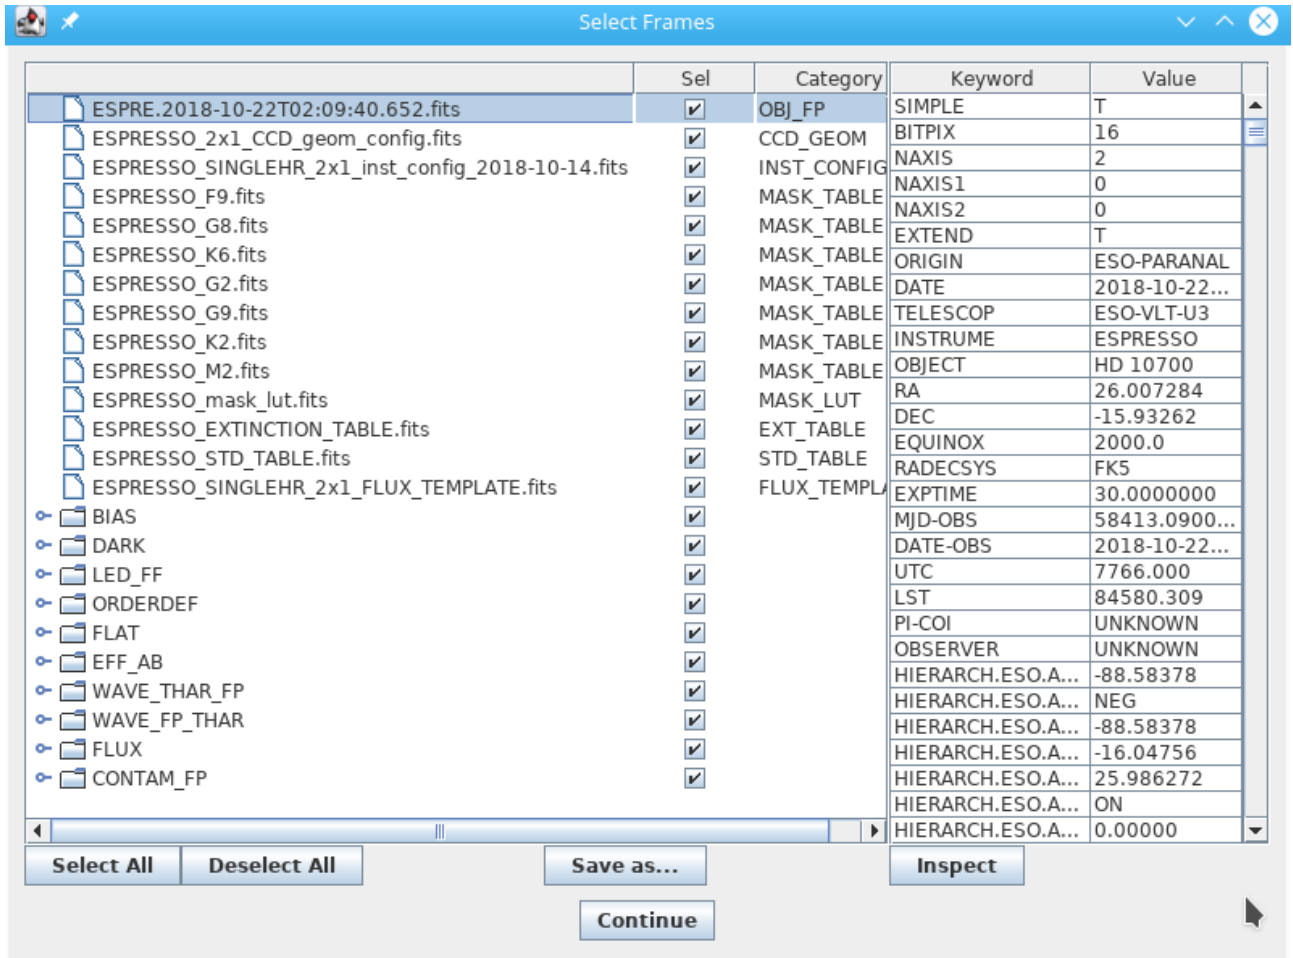 Select Frames
Sel Category Keyword Value
ESPRE.2018-10-22T02:09:40.652.fits OBJ_FP
ESPRESSO_2x1_CCD_geom_config.fits CCD_GEOM
ESPRESSO_SINGLEHR_2x1_inst_config_2018-10-14.fits INST_CONFIG
ESPRESSO_F9.fits MASK_TABLE
ESPRESSO_G8.fits MASK_TABLE
ESPRESSO_K6.fits MASK_TABLE
ESPRESSO_G2.fits MASK_TABLE
ESPRESSO_G9.fits MASK_TABLE
ESPRESSO_K2.fits MASK_TABLE
ESPRESSO_M2.fits MASK_TABLE
ESPRESSO_mask_lut.fits MASK_LUT
ESPRESSO_EXTINCTION_TABLE.fits EXT_TABLE
ESPRESSO_STD_TABLE.fits STD_TABLE
ESPRESSO_SINGLEHR_2x1_FLUX_TEMPLATE.fits FLUX_TEMPLA
BIAS
DARK
LED_FF
ORDERDEF
FLAT
EFF_AB
WAVE_THAR_FP
WAVE_FP_THAR
FLUX
CONTAM_FP
SIMPLE T
BITPIX 16
NAXIS 2
NAXIS1 0
NAXIS2 0
EXTEND T
ORIGIN ESO-PARANAL
DATE 2018-10-22...
TELESCOP ESO-VLT-U3
INSTRUME ESPRESSO
OBJECT HD 10700
RA 26.007284
DEC -15.93262
EQUINOX 2000.0
RADECSYS FK5
EXPTIME 30.0000000
MJD-OBS 58413.0900...
DATE-OBS 2018-10-22...
UTC 7766.000
LST 84580.309
PI-COI UNKNOWN
OBSERVER UNKNOWN
HIERARCH.ESO.A... -88.58378
HIERARCH.ESO.A... NEG
HIERARCH.ESO.A... -88.58378
HIERARCH.ESO.A... -16.04756
HIERARCH.ESO.A... 25.986272
HIERARCH.ESO.A... ON
HIERARCH.ESO.A... 0.00000
Select All Deselect All Save as... Inspect
Continue